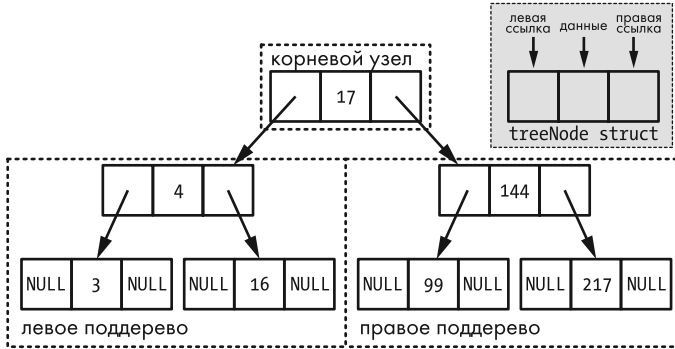 левая
ссылка
данные
правая
ссылка
treeNode struct
корневой узел
17
4
144
NULL 3 NULL
NULL 16 NULL
NULL 99 NULL
NULL 217 NULL
левое поддерево
правое поддерево